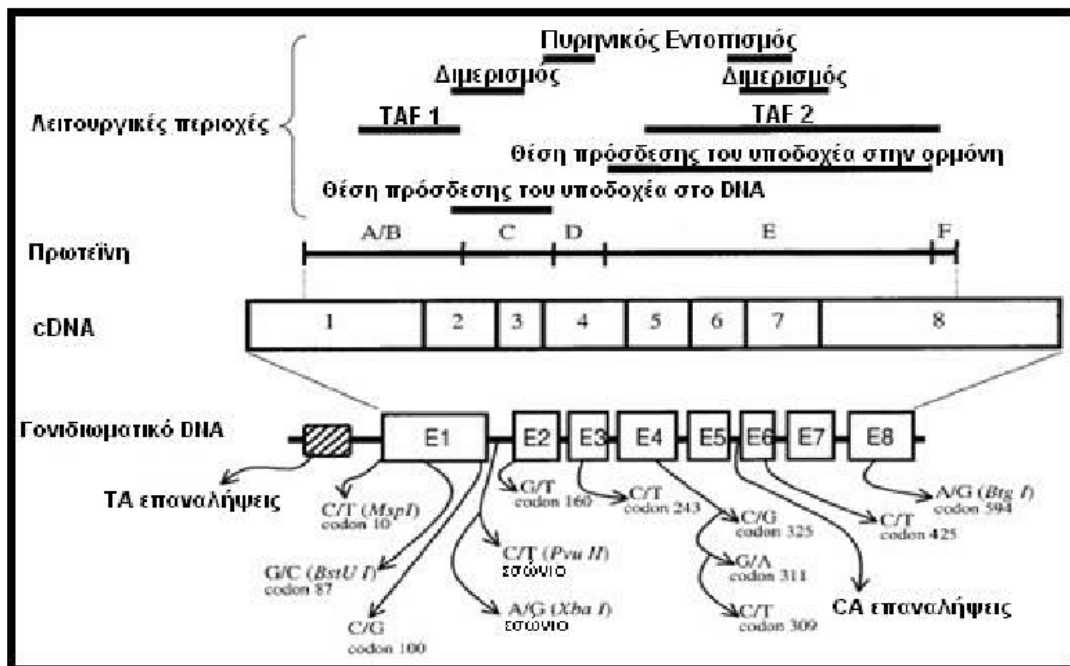 Πυρηνικός Εντοπισμός
Διμερισμός
Διμερισμός
Λειτουργικές περιοχές
TAF 1
TAF 2
Θέση πρόσδεσης του υποδοχέα στην ορμόνη
Θέση πρόσδεσης του υποδοχέα στο DNA
Πρωτεϊνη
A/B
C
D
E
F
cDNA
1
2
3
4
5
6
7
8
Γονιδιωματικό DNA
E1
E2
E3
E4
E5
E6
E7
E8
TA επαναλήψεις
C/T (MspI)
codon 10
G/C (BstU I)
codon 87
C/G
codon 100
G/T
codon 160
C/T (Pvu II)
εσώνιο
A/G (Xba I)
εσώνιο
C/T
codon 243
C/G
codon 325
G/A
codon 311
C/T
codon 309
CA επαναλήψεις
C/T
codon 425
A/G (Btg I)
codon 594